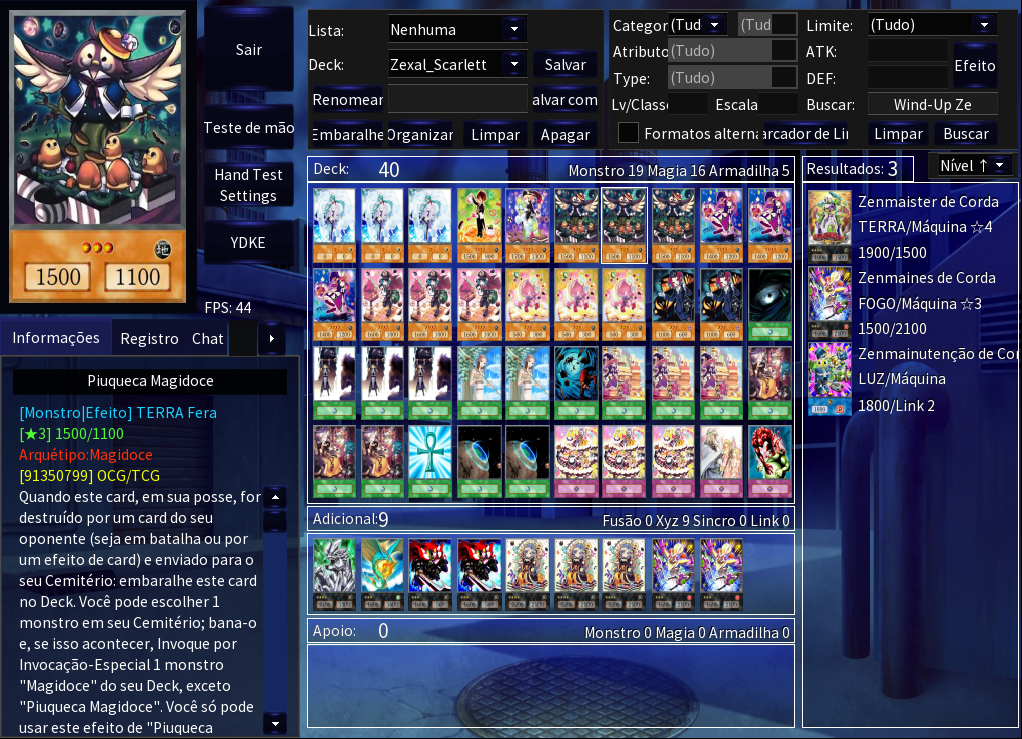 1500 1100
Sair
Teste de mão
Hand Test
Settings
YDKE
FPS: 44
Lista: Nenhuma
Deck: Zexal_Scarlett Salvar
Renomear alvar com
Embaralhe Organizar Limpar Apagar
Categor (Tud (Tud Limite: (Tudo)
Atributo (Tudo) ATK:
Efeito
Type: (Tudo) DEF:
Lv/Classe Escala Buscar: Wind-Up Ze
Formatos alterna arcador de Li Limpar Buscar
Deck: 40 Monstro 19 Magia 16 Armadilha 5
Resultados: 3 Nível ↑
Zenmaister de Corda
TERRA/Máquina ☆4
1900/1500
Zenmaines de Corda
FOGO/Máquina ☆3
1500/2100
Zenmainutenção de Cor
LUZ/Máquina
1800/Link 2
Adicional: 9 Fusão 0 Xyz 9 Sincro 0 Link 0
Apoio: 0 Monstro 0 Magia 0 Armadilha 0
Informações Registro Chat
Piuqueca Magidoce
[Monstro|Efeito] TERRA Fera
[★3] 1500/1100
Arquétipo:Magidoce
[91350799] OCG/TCG
Quando este card, em sua posse, for
destruído por um card do seu
oponente (seja em batalha ou por
um efeito de card) e enviado para o
seu Cemitério: embaralhe este card
no Deck. Você pode escolher 1
monstro em seu Cemitério; bana-o
e, se isso acontecer, Invoque por
Invocação-Especial 1 monstro
"Magidoce" do seu Deck, exceto
"Piuqueca Magidoce". Você só pode
usar este efeito de "Piuqueca